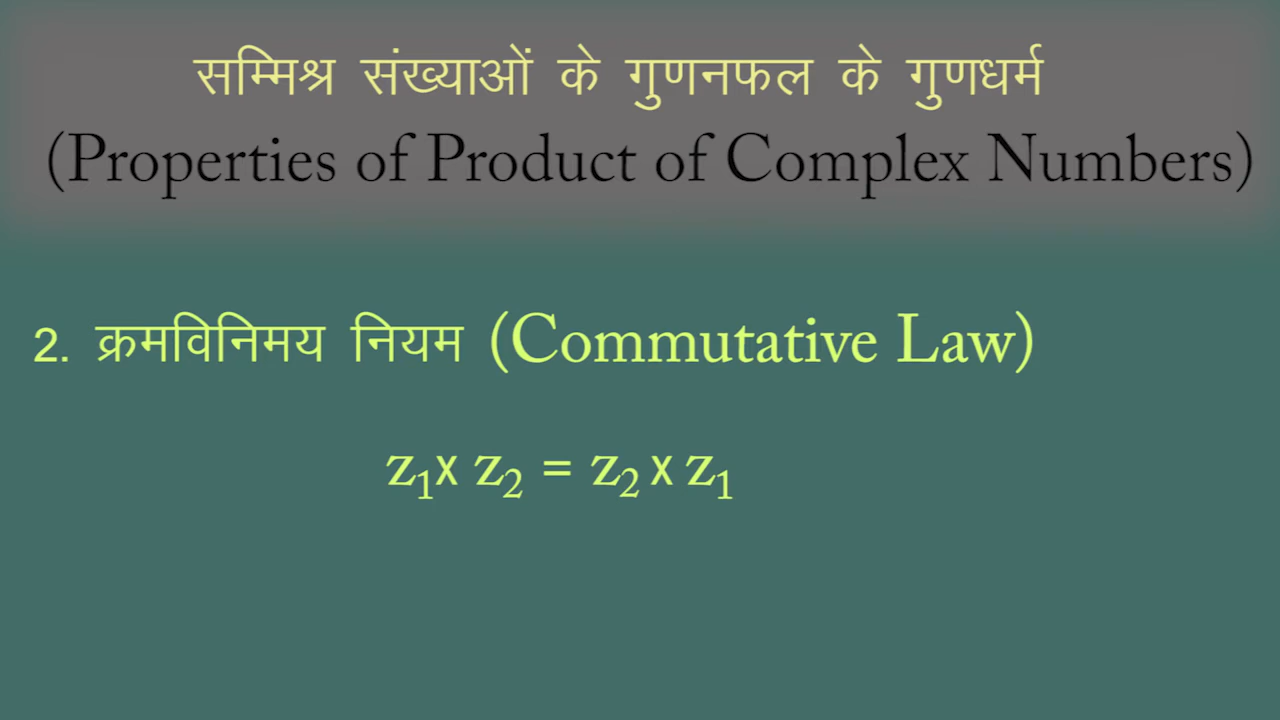 सम्मिश्र संख्याओं के गुणनफल के गुणधर्म
(Properties of Product of Complex Numbers)
2. क्रमविनिमय नियम (Commutative Law)
z₁x z₂ = z₂ x z₁